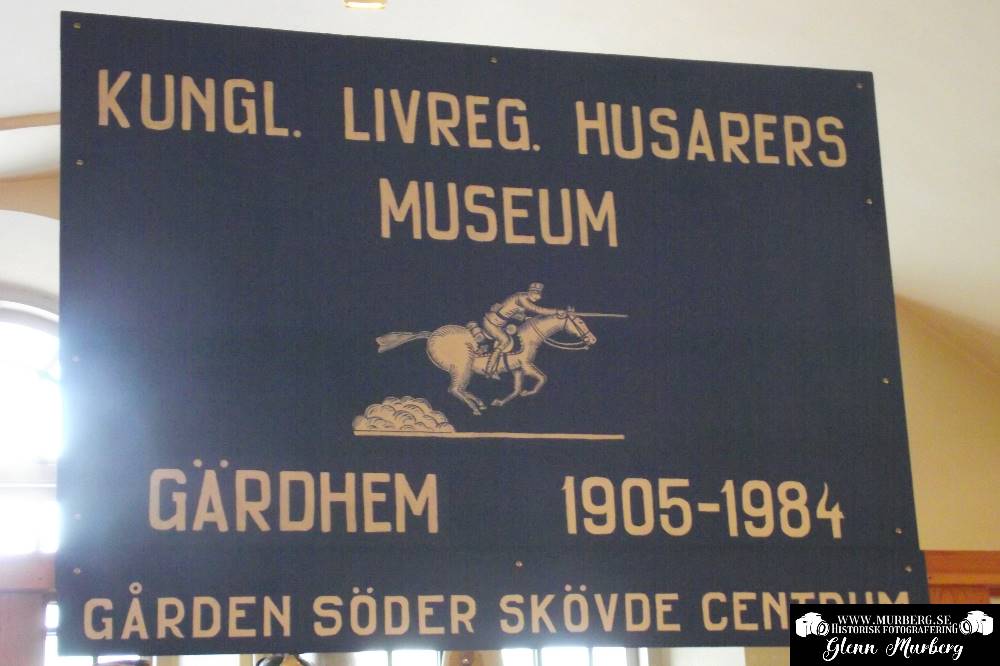 KUNGL. LIVREG. HUSARERS
MUSEUM
GÄRDHEM 1905-1984
GÅRDEN SÖDER SKÖVDE CENTRUM
WWW.MURBERG.SE
HISTORISK FOTOGRAFERING
Glenn Murberg